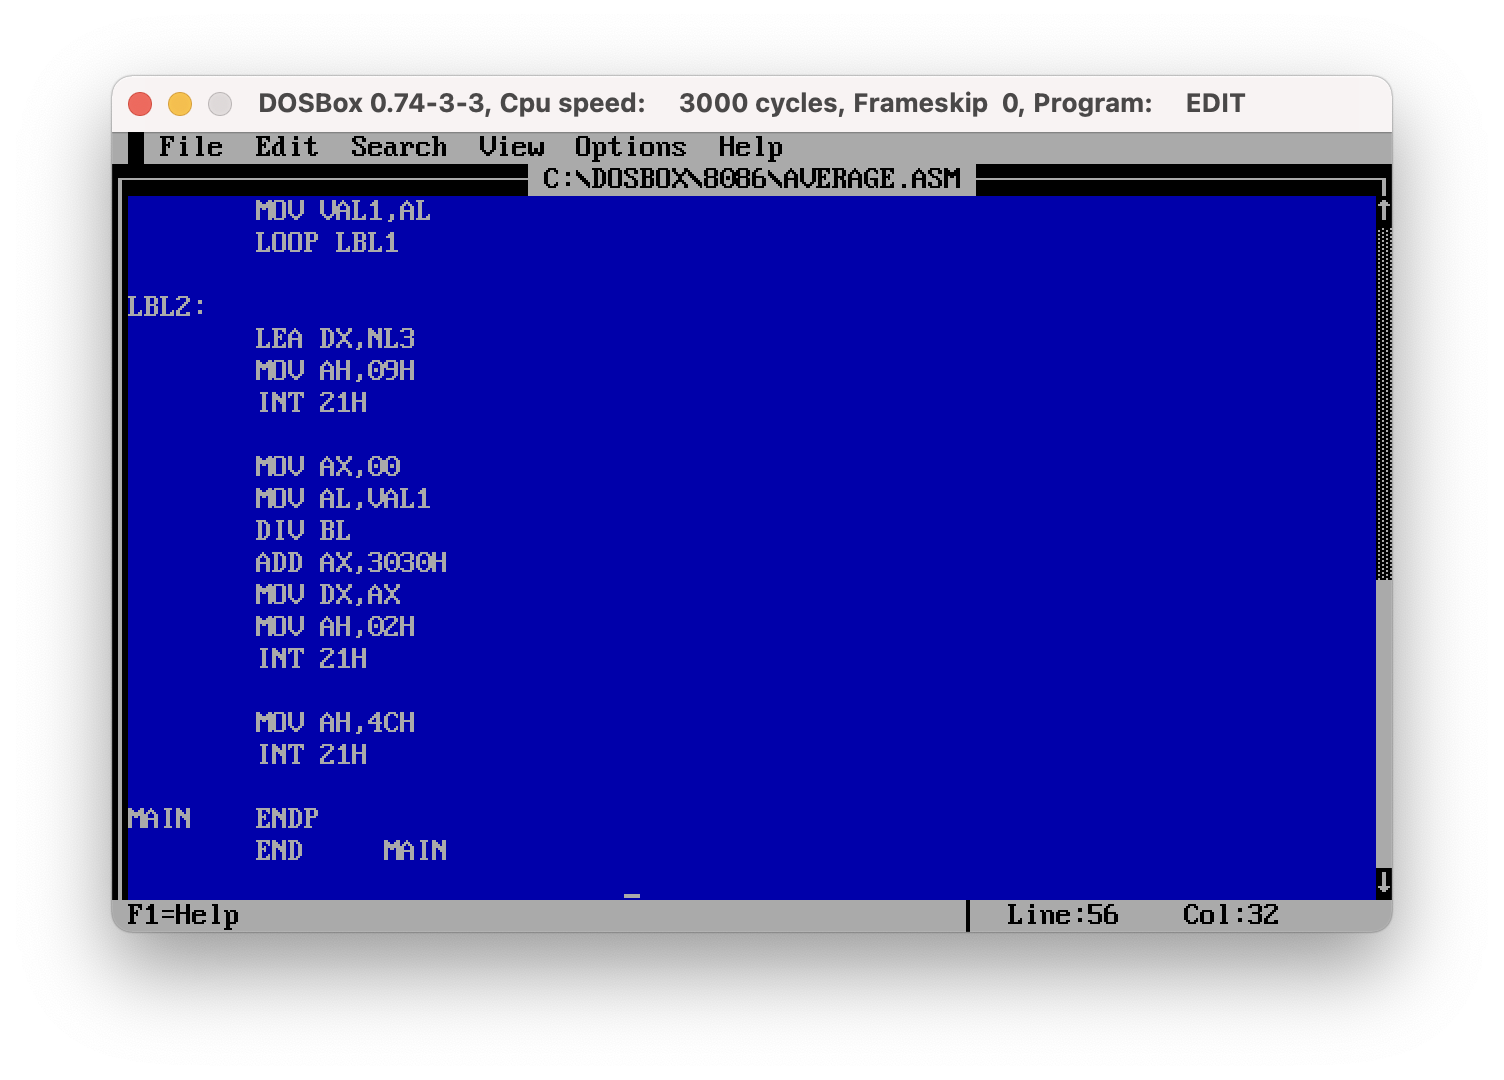 DOSBox 0.74-3-3, Cpu speed: 3000 cycles, Frameskip 0, Program: EDIT
File Edit Search View Options Help
C:\DOSBOX\8086\AVERAGE.ASM
MOV VAL1,AL
LOOP LBL1
LBL2:
LEA DX,NL3
MOV AH,09H
INT 21H
MOV AX,00
MOV AL,VAL1
DIV BL
ADD AX,3030H
MOV DX,AX
MOV AH,02H
INT 21H
MOV AH,4CH
INT 21H
MAIN ENDP
END MAIN
F1=Help Line:56 Col:32